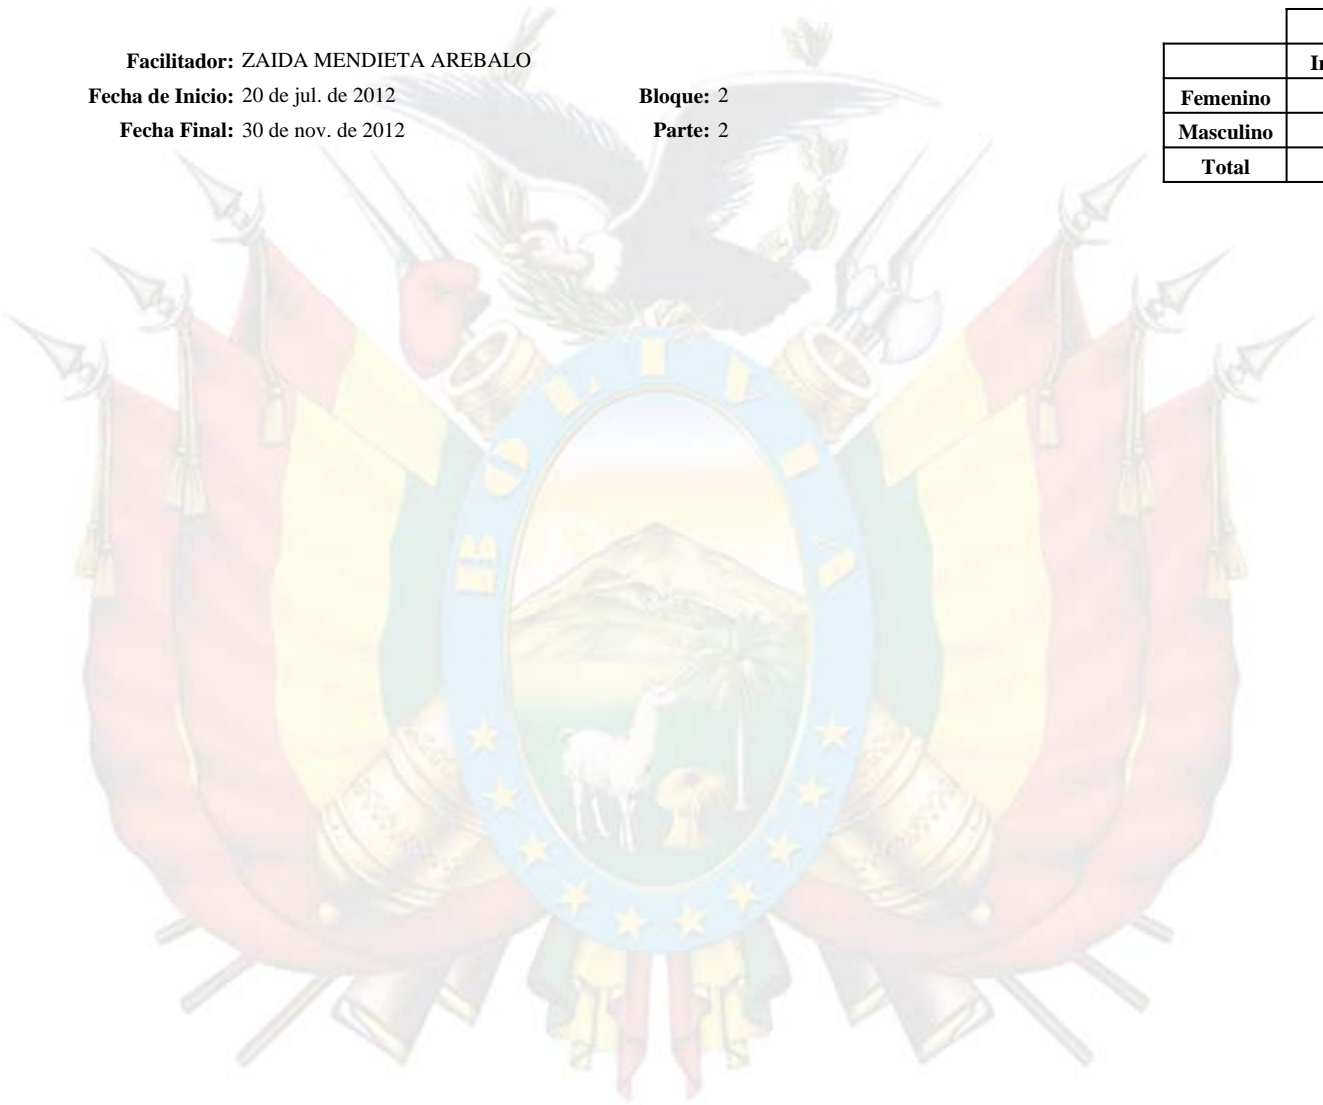 Facilitador: ZAIDA MENDIETA AREBALO
Fecha de Inicio: 20 de jul. de 2012 Bloque: 2
Fecha Final: 30 de nov. de 2012 Parte: 2
Femenino
Masculino
Total
BOLIVIA